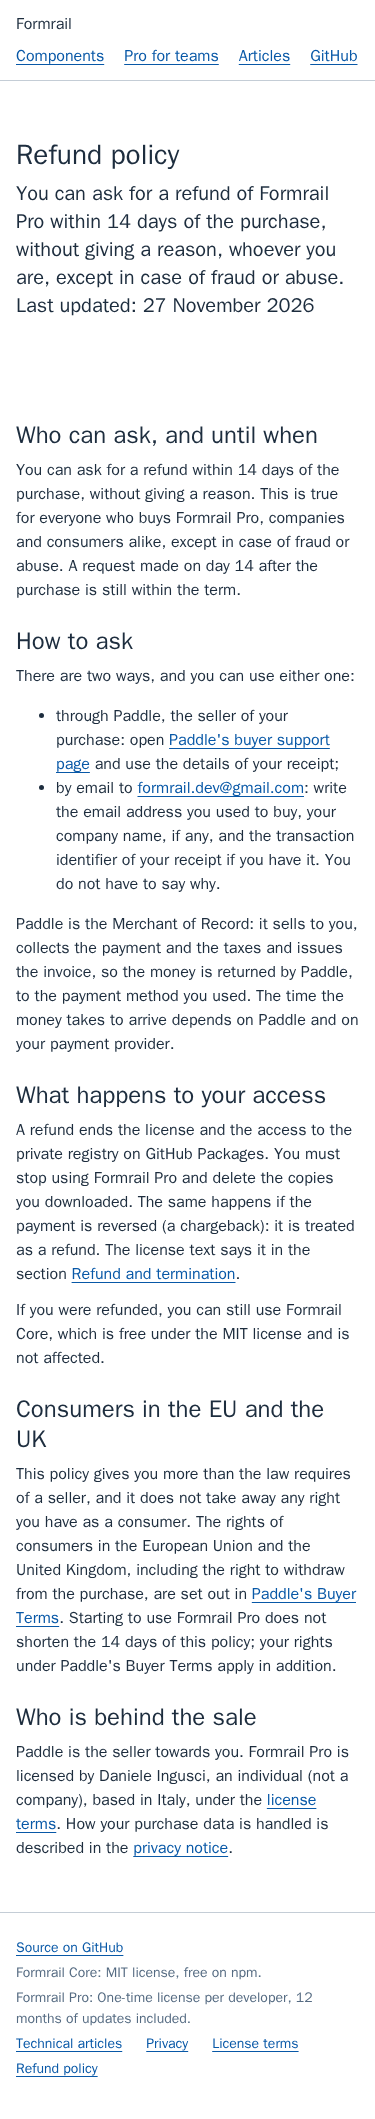 Formrail
Components Pro for teams Articles GitHub
Refund policy
You can ask for a refund of Formrail
Pro within 14 days of the purchase,
without giving a reason, whoever you
are, except in case of fraud or abuse.
Last updated: 27 November 2026
Who can ask, and until when
You can ask for a refund within 14 days of the
purchase, without giving a reason. This is true
for everyone who buys Formrail Pro, companies
and consumers alike, except in case of fraud or
abuse. A request made on day 14 after the
purchase is still within the term.
How to ask
There are two ways, and you can use either one:
• through Paddle, the seller of your
purchase: open Paddle's buyer support
page and use the details of your receipt;
• by email to formrail.dev@gmail.com: write
the email address you used to buy, your
company name, if any, and the transaction
identifier of your receipt if you have it. You
do not have to say why.
Paddle is the Merchant of Record: it sells to you,
collects the payment and the taxes and issues
the invoice, so the money is returned by Paddle,
to the payment method you used. The time the
money takes to arrive depends on Paddle and on
your payment provider.
What happens to your access
A refund ends the license and the access to the
private registry on GitHub Packages. You must
stop using Formrail Pro and delete the copies
you downloaded. The same happens if the
payment is reversed (a chargeback): it is treated
as a refund. The license text says it in the
section Refund and termination.
If you were refunded, you can still use Formrail
Core, which is free under the MIT license and is
not affected.
Consumers in the EU and the
UK
This policy gives you more than the law requires
of a seller, and it does not take away any right
you have as a consumer. The rights of
consumers in the European Union and the
United Kingdom, including the right to withdraw
from the purchase, are set out in Paddle's Buyer
Terms. Starting to use Formrail Pro does not
shorten the 14 days of this policy; your rights
under Paddle's Buyer Terms apply in addition.
Who is behind the sale
Paddle is the seller towards you. Formrail Pro is
licensed by Daniele Ingusci, an individual (not a
company), based in Italy, under the license
terms. How your purchase data is handled is
described in the privacy notice.
Source on GitHub
Formrail Core: MIT license, free on npm.
Formrail Pro: One-time license per developer, 12
months of updates included.
Technical articles Privacy License terms
Refund policy